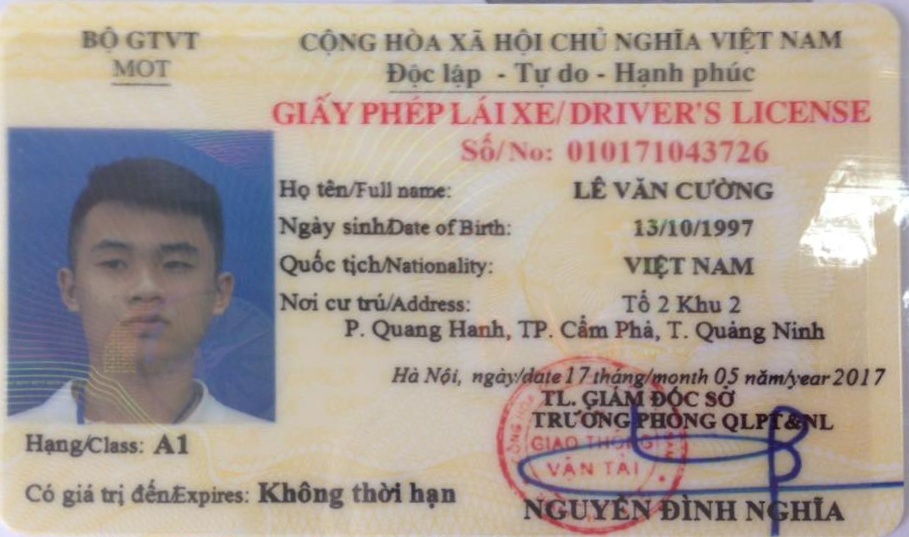 BỘ GTVT
MOT
CỘNG HÒA XÃ HỘI CHỦ NGHĨA VIỆT NAM
Độc lập - Tự do - Hạnh phúc
GIẤY PHÉP LÁI XE/DRIVER'S LICENSE
Số/No: 010171043726
Họ tên/Full name: LÊ VĂN CƯỜNG
Ngày sinh/Date of Birth: 13/10/1997
Quốc tịch/Nationality: VIỆT NAM
Nơi cư trú/Address: Tổ 2 Khu 2
P. Quang Hanh, TP. Cẩm Phả, T. Quảng Ninh
Hà Nội, ngày/date 17 tháng/month 05 năm/year 2017
TL. GIÁM ĐỐC SỞ
TRƯỞNG PHÒNG QLPT&NL
GIAO THÔNG
VẬN TẢI
NGUYỄN ĐÌNH NGHĨA
Hạng/Class: A1
Có giá trị đến/Expires: Không thời hạn